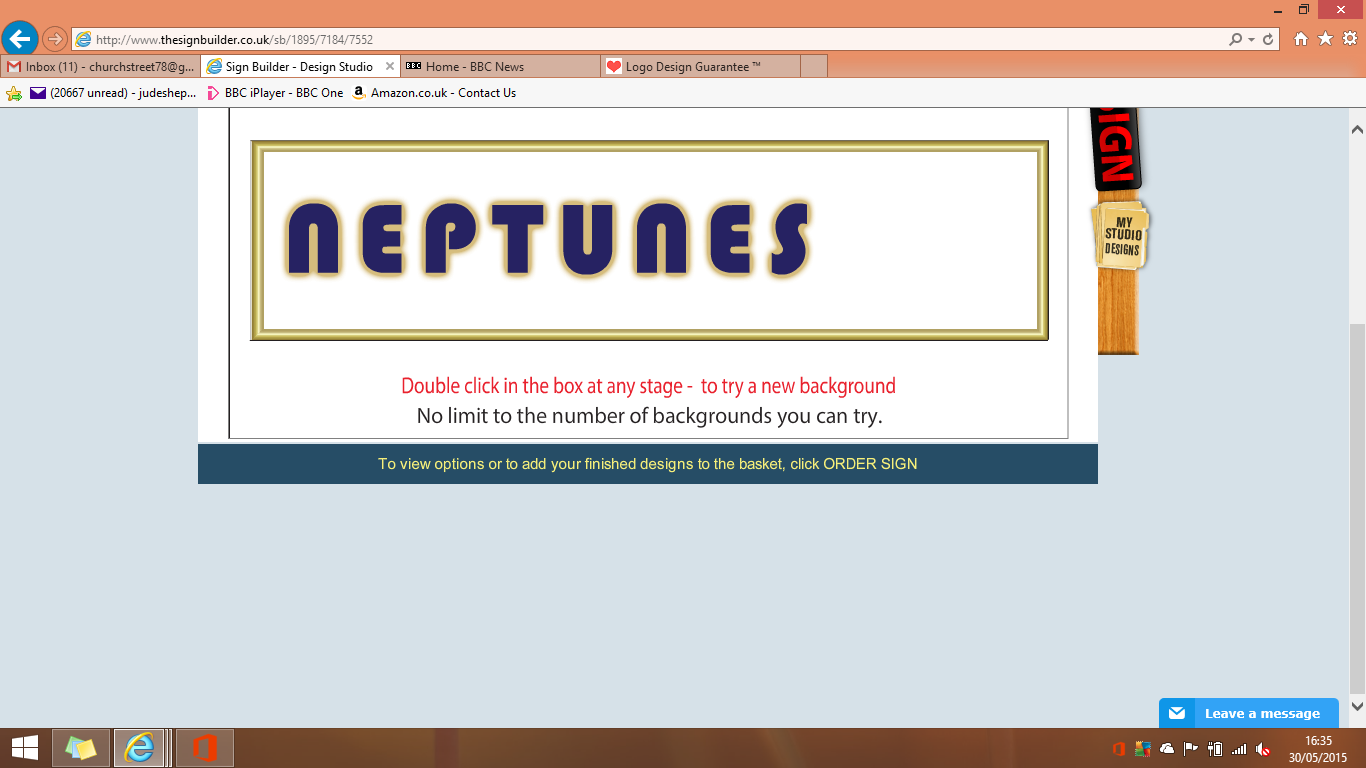 http://www.thesignbuilder.co.uk/sb/1895/7184/7552
Inbox (11) - churchstreet78@g...
Sign Builder - Design Studio
BBC Home - BBC News
Logo Design Guarantee ™
(20667 unread) - judeshep...
BBC iPlayer - BBC One
Amazon.co.uk - Contact Us
SIGN
MY
STUDIO
DESIGNS
NEPTUNES
Double click in the box at any stage - to try a new background
No limit to the number of backgrounds you can try.
To view options or to add your finished designs to the basket, click ORDER SIGN
Leave a message
16:35
30/05/2015